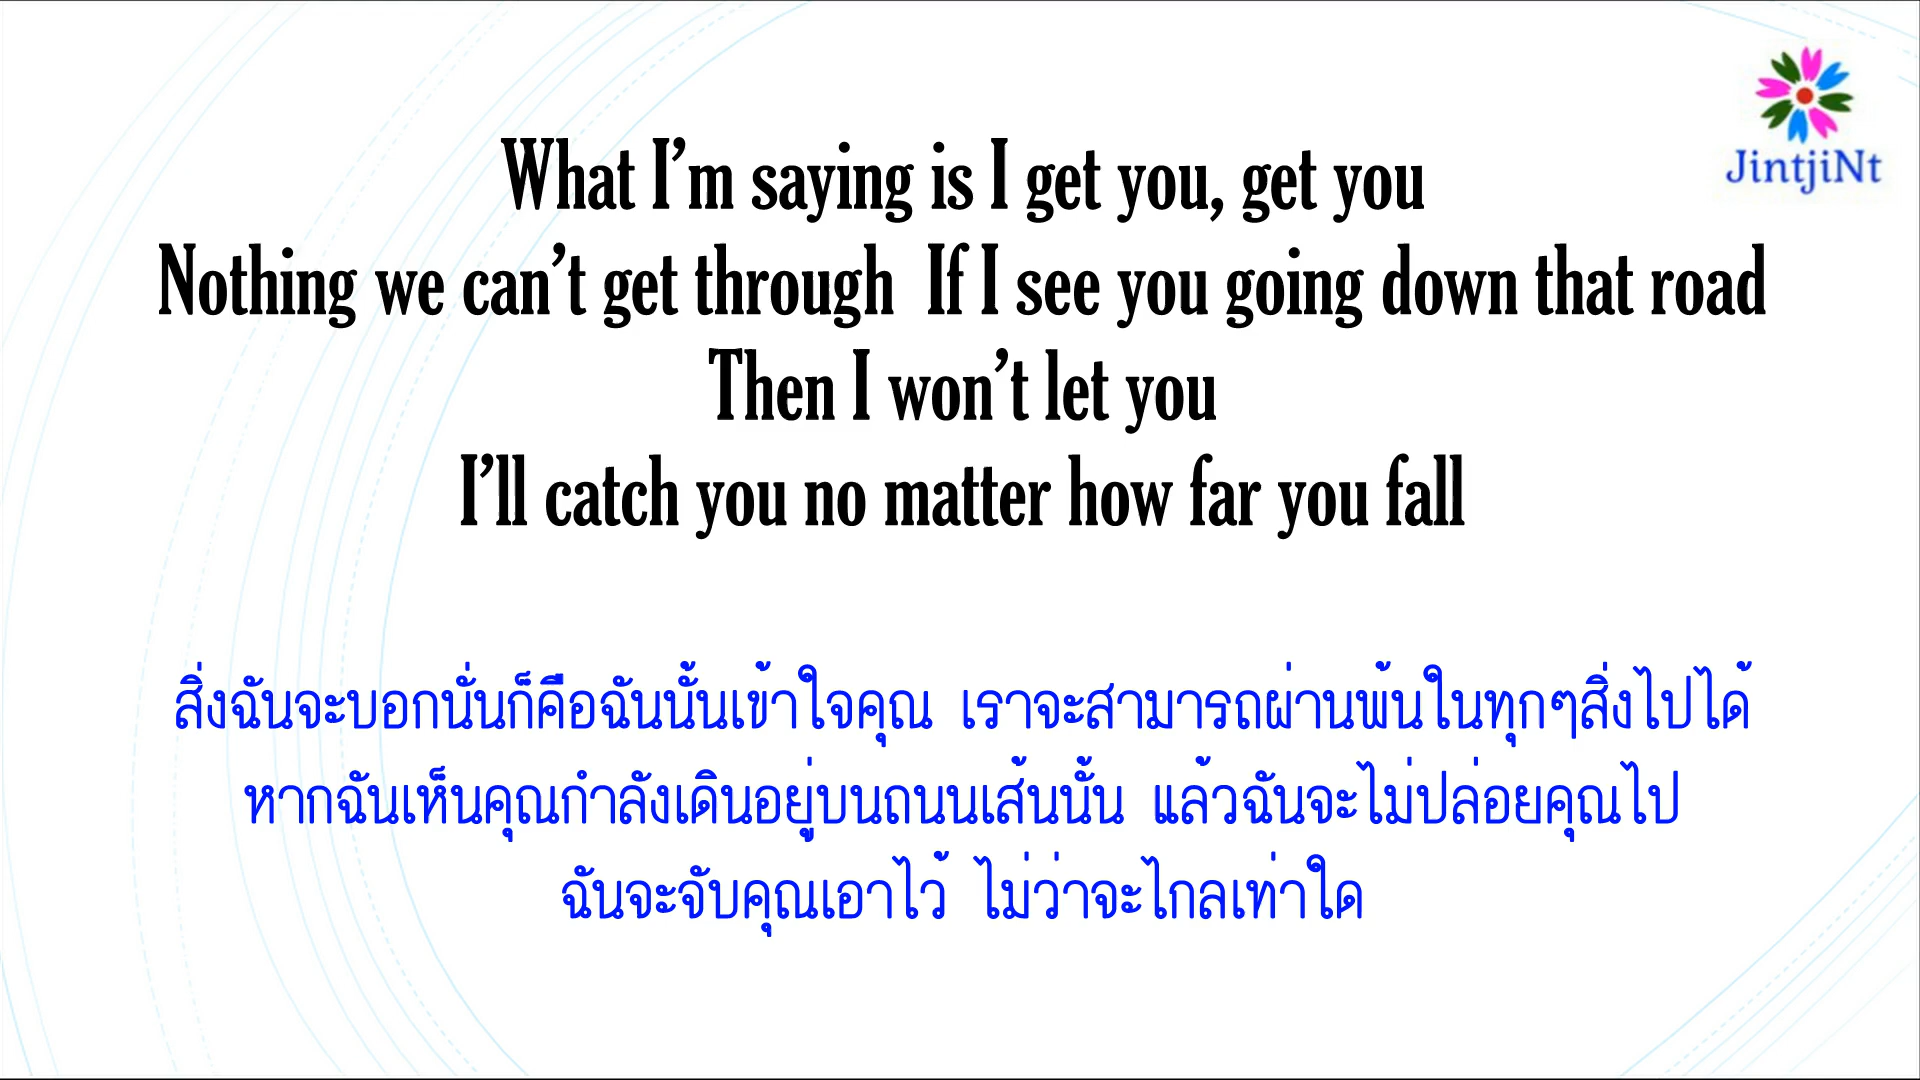 JintjiNt
What I’m saying is I get you, get you
Nothing we can’t get through  If I see you going down that road
Then I won’t let you
I’ll catch you no matter how far you fall
สิ่งฉันจะบอกนั่นก็คือฉันนั้นเข้าใจคุณ เราจะสามารถผ่านพ้นในทุกๆสิ่งไปได้
หากฉันเห็นคุณกำลังเดินอยู่บนถนนเส้นนั้น แล้วฉันจะไม่ปล่อยคุณไป
ฉันจะจับคุณเอาไว้ ไม่ว่าจะไกลเท่าใด